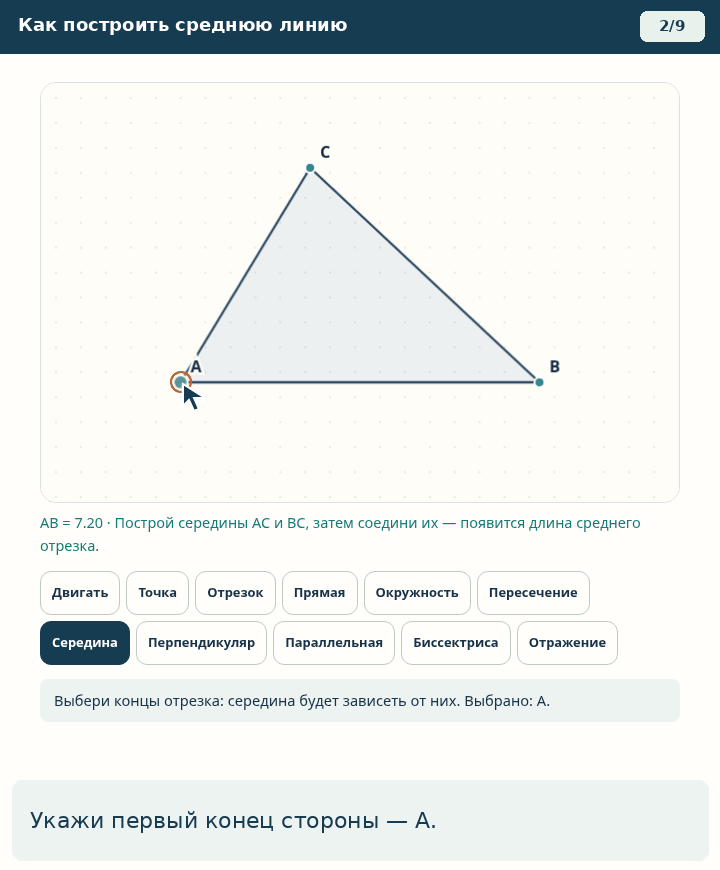 Как построить среднюю линию
2/9
C
A
B
AB = 7.20 · Построй середины AC и BC, затем соедини их — появится длина среднего
отрезка.
Двигать
Точка
Отрезок
Прямая
Окружность
Пересечение
Середина
Перпендикуляр
Параллельная
Биссектриса
Отражение
Выбери концы отрезка: середина будет зависеть от них. Выбрано: A.
Укажи первый конец стороны — A.